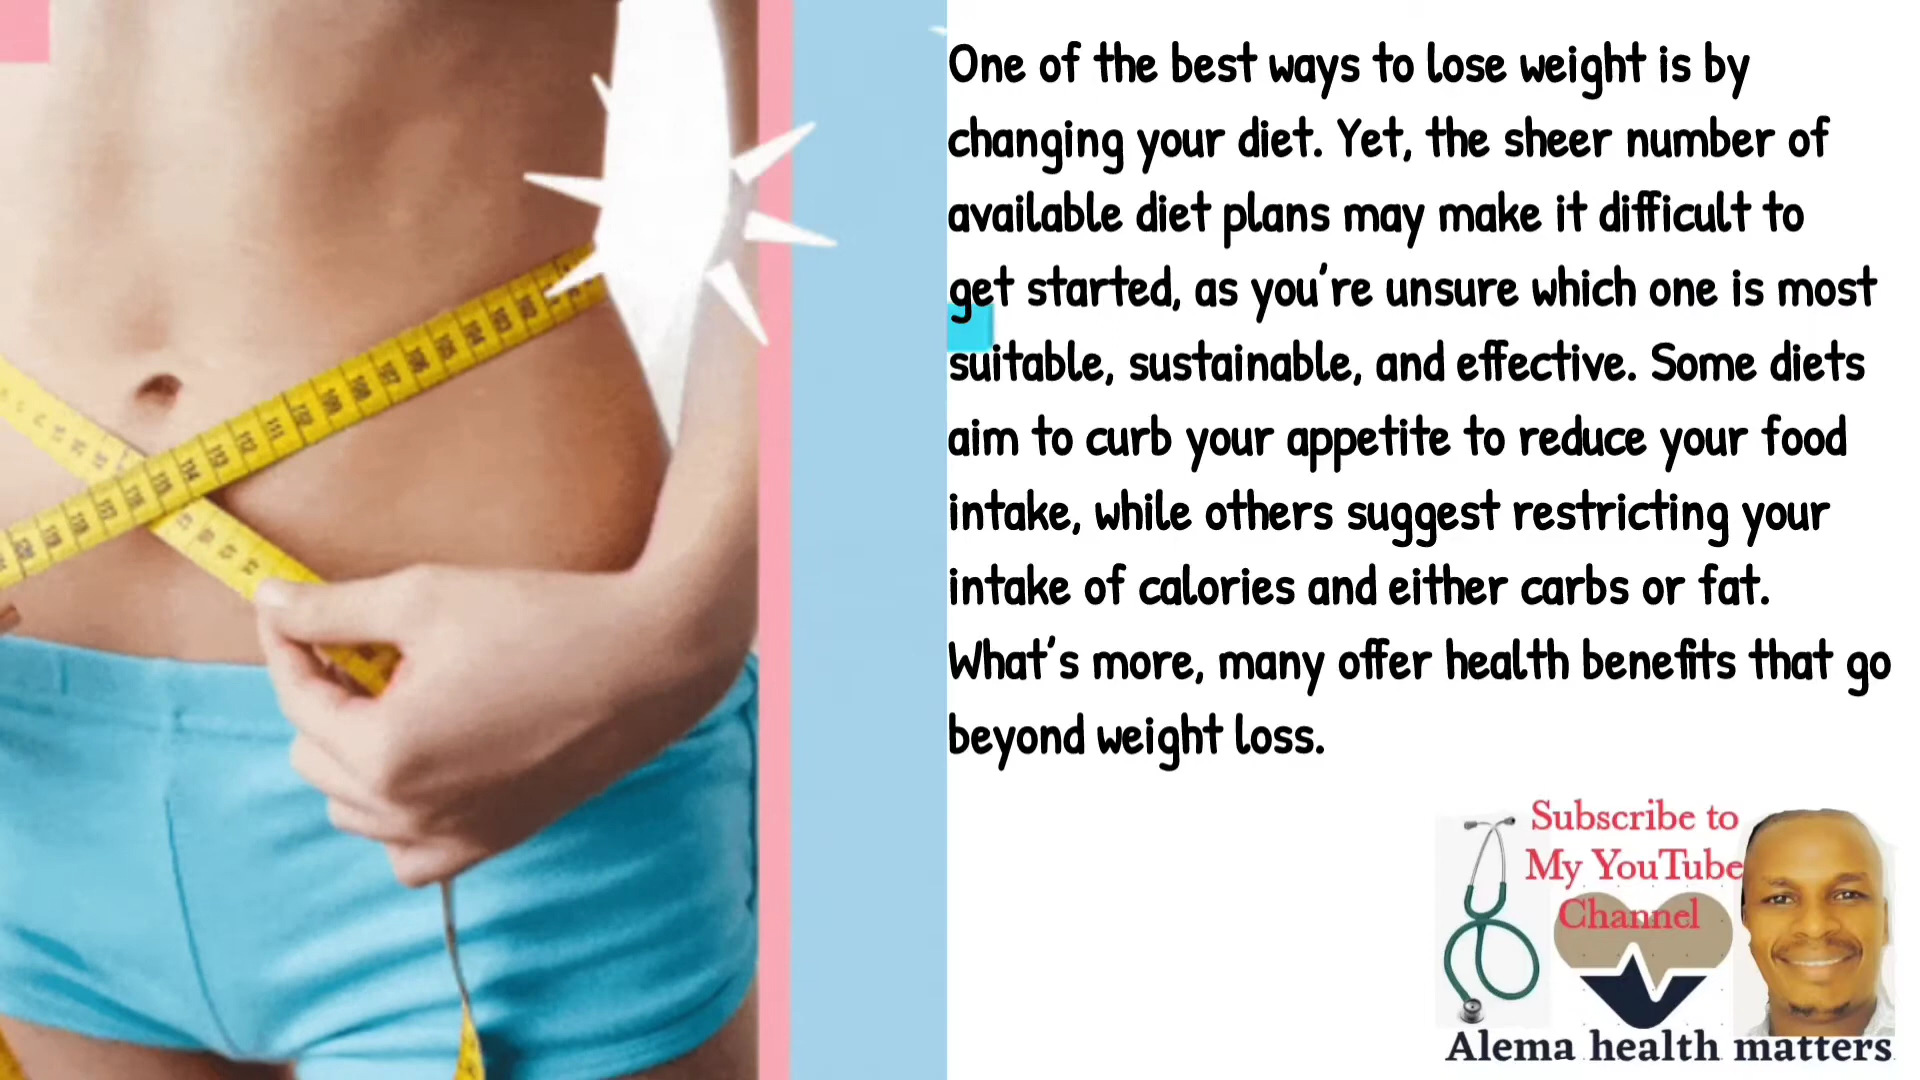 One of the best ways to lose weight is by
changing your diet. Yet, the sheer number of
available diet plans may make it difficult to
get started, as you're unsure which one is most
suitable, sustainable, and effective. Some diets
aim to curb your appetite to reduce your food
intake, while others suggest restricting your
intake of calories and either carbs or fat.
What's more, many offer health benefits that go
beyond weight loss.
Subscribe to
My YouTube
Channel
Alema health matters